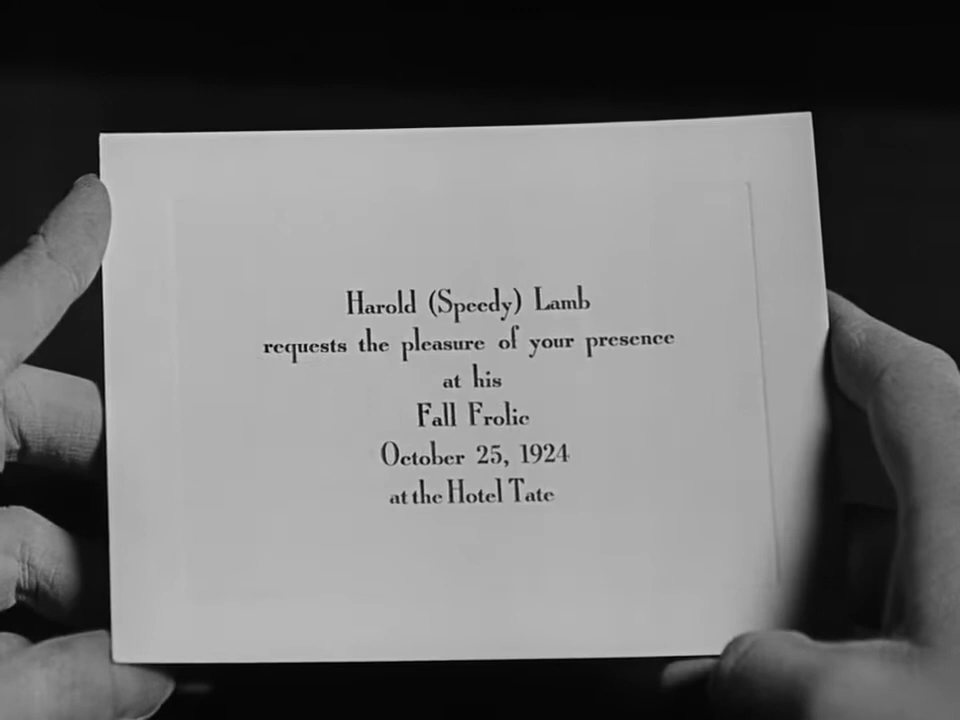 Harold (Speedy) Lamb
requests the pleasure of your presence
at his
Fall Frolic
October 25, 1924
at the Hotel Tate